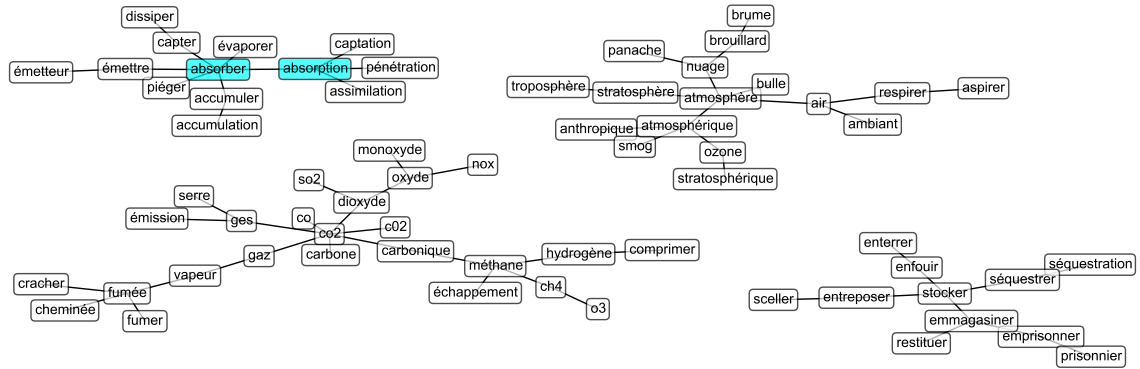 dissiper
capter
évaporer
captation
émetteur
émettre
absorber
absorption
pénétration
piéger
accumuler
assimilation
accumulation
brume
brouillard
panache
nuage
bulle
troposphère
stratosphère
atmosphère
air
respirer
aspirer
anthropique
atmosphérique
ambiant
smog
ozone
stratosphérique
monoxyde
nox
so2
oxyde
dioxyde
serre
émission
ges
co
co2
c02
carbone
carbonique
gaz
vapeur
méthane
hydrogène
comprimer
cracher
fumée
cheminée
fumer
échappement
ch4
o3
enterrer
enfouir
séquestration
séquestrer
sceller
entreposer
stocker
emmagasiner
restituer
emprisonner
prisonnier